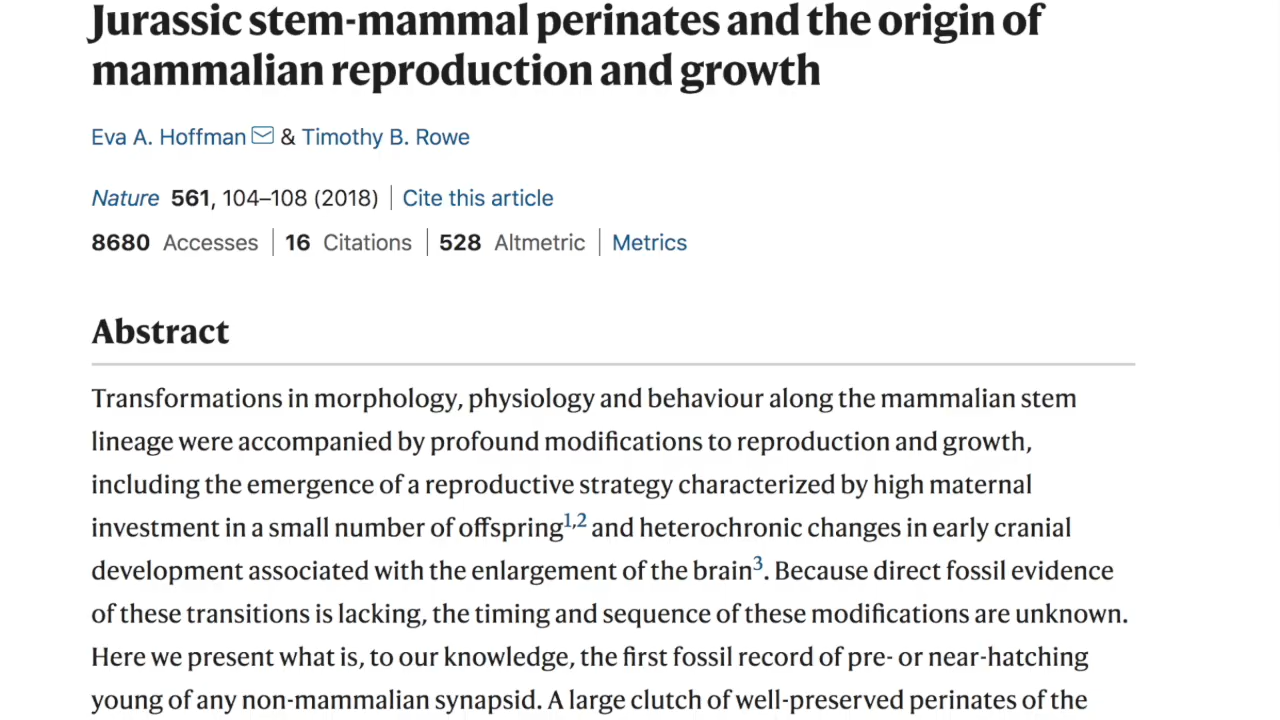 Jurassic stem-mammal perinates and the origin of
mammalian reproduction and growth
Eva A. Hoffman & Timothy B. Rowe
Nature 561, 104–108 (2018) | Cite this article
8680 Accesses | 16 Citations | 528 Altmetric | Metrics
Abstract
Transformations in morphology, physiology and behaviour along the mammalian stem
lineage were accompanied by profound modifications to reproduction and growth,
including the emergence of a reproductive strategy characterized by high maternal
investment in a small number of offspring1,2 and heterochronic changes in early cranial
development associated with the enlargement of the brain3. Because direct fossil evidence
of these transitions is lacking, the timing and sequence of these modifications are unknown.
Here we present what is, to our knowledge, the first fossil record of pre- or near-hatching
young of any non-mammalian synapsid. A large clutch of well-preserved perinates of the